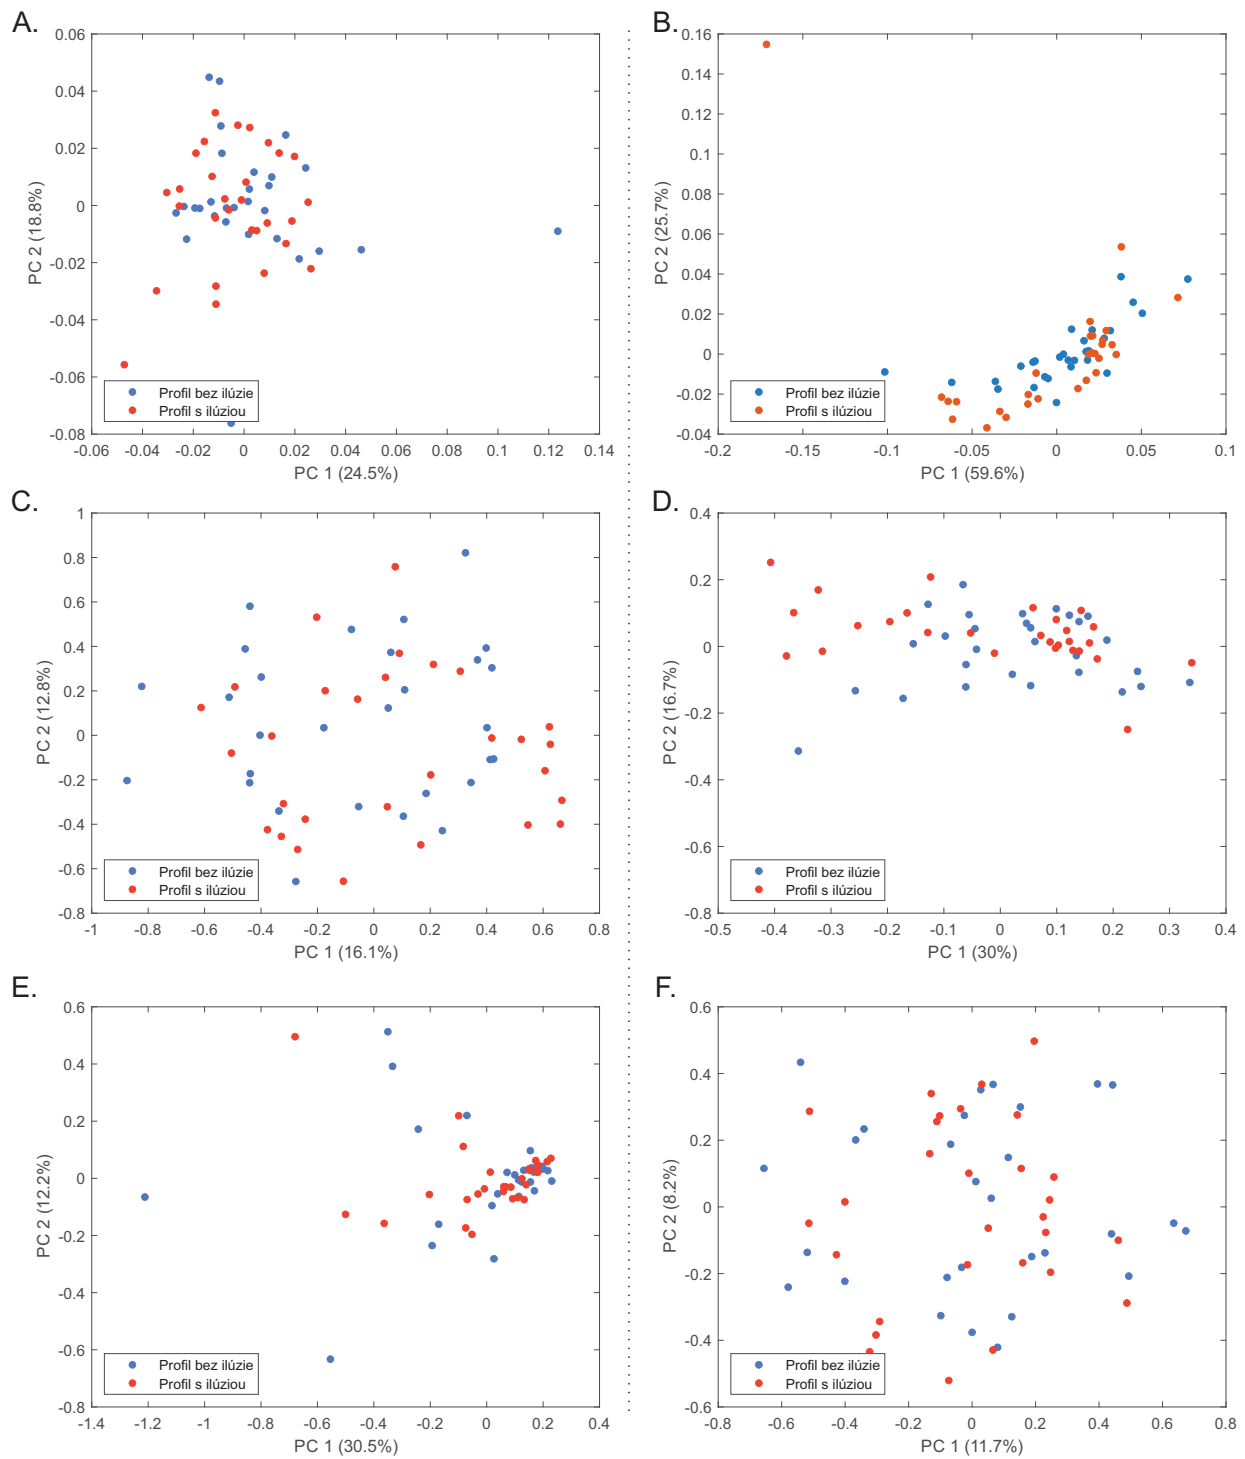 A.
0.06
0.04
0.02
0
-0.02
-0.04
-0.06
-0.08
PC 2 (18.8%)
Profil bez ilúzie
Profil s ilúziou
-0.06 -0.04 -0.02 0 0.02 0.04 0.06 0.08 0.1 0.12 0.14
PC 1 (24.5%)
B.
0.16
0.14
0.12
0.1
0.08
0.06
0.04
0.02
0
-0.02
-0.04
PC 2 (25.7%)
Profil bez ilúzie
Profil s ilúziou
-0.2 -0.15 -0.1 -0.05 0 0.05 0.1
PC 1 (59.6%)
C.
1
0.8
0.6
0.4
0.2
0
-0.2
-0.4
-0.6
-0.8
PC 2 (12.8%)
Profil bez ilúzie
Profil s ilúziou
-1 -0.8 -0.6 -0.4 -0.2 0 0.2 0.4 0.6 0.8
PC 1 (16.1%)
D.
0.4
0.2
0
-0.2
-0.4
-0.6
-0.8
PC 2 (16.7%)
Profil bez ilúzie
Profil s ilúziou
-0.5 -0.4 -0.3 -0.2 -0.1 0 0.1 0.2 0.3 0.4
PC 1 (30%)
E.
0.6
0.4
0.2
0
-0.2
-0.4
-0.6
-0.8
PC 2 (12.2%)
Profil bez ilúzie
Profil s ilúziou
-1.4 -1.2 -1 -0.8 -0.6 -0.4 -0.2 0 0.2 0.4
PC 1 (30.5%)
F.
0.6
0.4
0.2
0
-0.2
-0.4
-0.6
PC 2 (8.2%)
Profil bez ilúzie
Profil s ilúziou
-0.8 -0.6 -0.4 -0.2 0 0.2 0.4 0.6 0.8
PC 1 (11.7%)